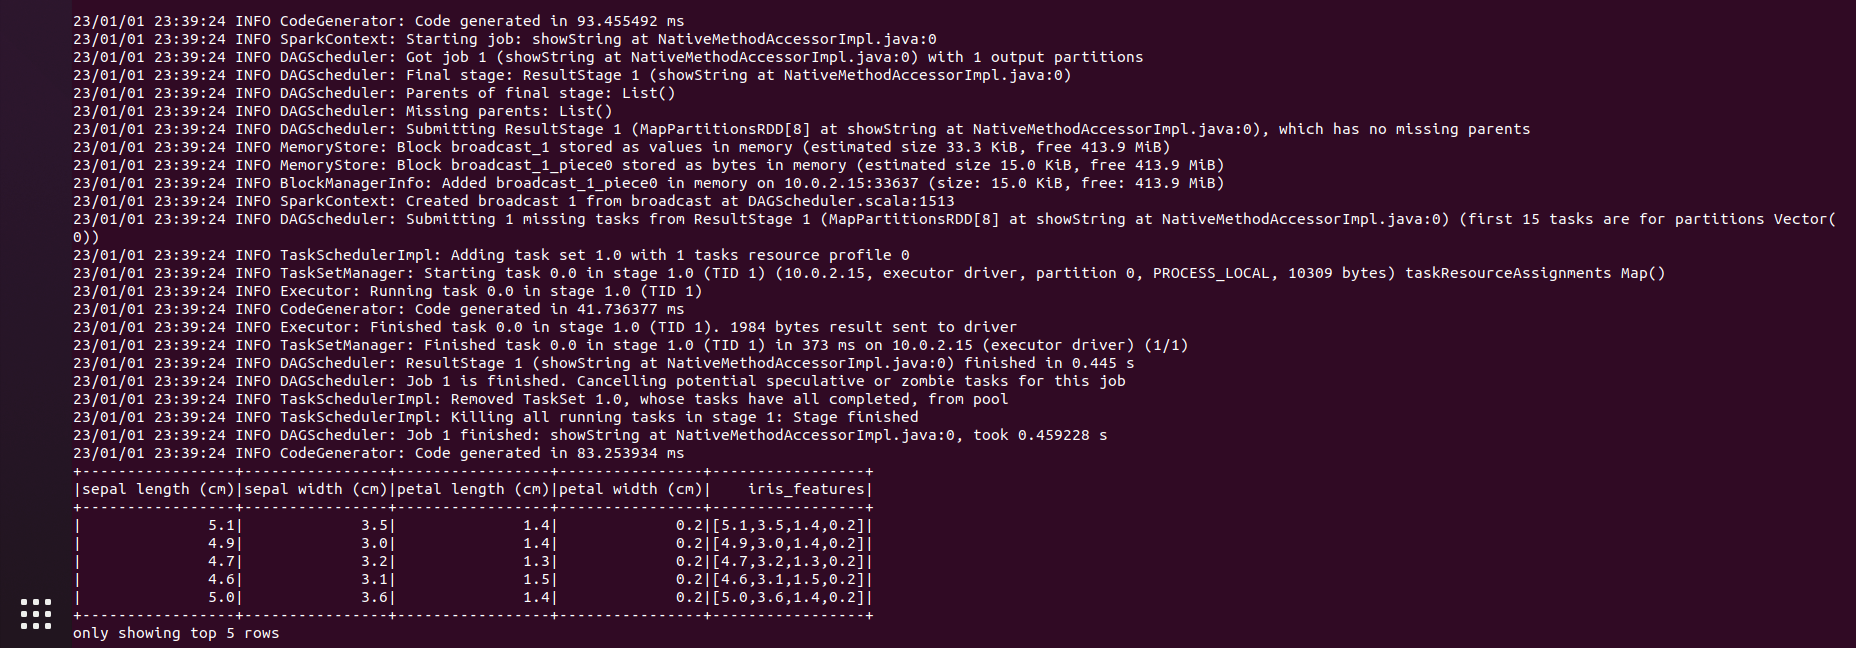 23/01/01 23:39:24 INFO CodeGenerator: Code generated in 93.455492 ms
23/01/01 23:39:24 INFO SparkContext: Starting job: showString at NativeMethodAccessorImpl.java:0
23/01/01 23:39:24 INFO DAGScheduler: Got job 1 (showString at NativeMethodAccessorImpl.java:0) with 1 output partitions
23/01/01 23:39:24 INFO DAGScheduler: Final stage: ResultStage 1 (showString at NativeMethodAccessorImpl.java:0)
23/01/01 23:39:24 INFO DAGScheduler: Parents of final stage: List()
23/01/01 23:39:24 INFO DAGScheduler: Missing parents: List()
23/01/01 23:39:24 INFO DAGScheduler: Submitting ResultStage 1 (MapPartitionsRDD[8] at showString at NativeMethodAccessorImpl.java:0), which has no missing parents
23/01/01 23:39:24 INFO MemoryStore: Block broadcast_1 stored as values in memory (estimated size 33.3 KiB, free 413.9 MiB)
23/01/01 23:39:24 INFO MemoryStore: Block broadcast_1_piece0 stored as bytes in memory (estimated size 15.0 KiB, free 413.9 MiB)
23/01/01 23:39:24 INFO BlockManagerInfo: Added broadcast_1_piece0 in memory on 10.0.2.15:33637 (size: 15.0 KiB, free: 413.9 MiB)
23/01/01 23:39:24 INFO SparkContext: Created broadcast 1 from broadcast at DAGScheduler.scala:1513
23/01/01 23:39:24 INFO DAGScheduler: Submitting 1 missing tasks from ResultStage 1 (MapPartitionsRDD[8] at showString at NativeMethodAccessorImpl.java:0) (first 15 tasks are for partitions Vector(
0))
23/01/01 23:39:24 INFO TaskSchedulerImpl: Adding task set 1.0 with 1 tasks resource profile 0
23/01/01 23:39:24 INFO TaskSetManager: Starting task 0.0 in stage 1.0 (TID 1) (10.0.2.15, executor driver, partition 0, PROCESS_LOCAL, 10309 bytes) taskResourceAssignments Map()
23/01/01 23:39:24 INFO Executor: Running task 0.0 in stage 1.0 (TID 1)
23/01/01 23:39:24 INFO CodeGenerator: Code generated in 41.736377 ms
23/01/01 23:39:24 INFO Executor: Finished task 0.0 in stage 1.0 (TID 1). 1984 bytes result sent to driver
23/01/01 23:39:24 INFO TaskSetManager: Finished task 0.0 in stage 1.0 (TID 1) in 373 ms on 10.0.2.15 (executor driver) (1/1)
23/01/01 23:39:24 INFO DAGScheduler: ResultStage 1 (showString at NativeMethodAccessorImpl.java:0) finished in 0.445 s
23/01/01 23:39:24 INFO DAGScheduler: Job 1 is finished. Cancelling potential speculative or zombie tasks for this job
23/01/01 23:39:24 INFO TaskSchedulerImpl: Removed TaskSet 1.0, whose tasks have all completed, from pool
23/01/01 23:39:24 INFO TaskSchedulerImpl: Killing all running tasks in stage 1: Stage finished
23/01/01 23:39:24 INFO DAGScheduler: Job 1 finished: showString at NativeMethodAccessorImpl.java:0, took 0.459228 s
23/01/01 23:39:24 INFO CodeGenerator: Code generated in 83.253934 ms
+-----------------+----------------+-----------------+----------------+-----------------+
|sepal length (cm)|sepal width (cm)|petal length (cm)|petal width (cm)|    iris_features|
+-----------------+----------------+-----------------+----------------+-----------------+
|              5.1|             3.5|              1.4|             0.2|[5.1,3.5,1.4,0.2]|
|              4.9|             3.0|              1.4|             0.2|[4.9,3.0,1.4,0.2]|
|              4.7|             3.2|              1.3|             0.2|[4.7,3.2,1.3,0.2]|
|              4.6|             3.1|              1.5|             0.2|[4.6,3.1,1.5,0.2]|
|              5.0|             3.6|              1.4|             0.2|[5.0,3.6,1.4,0.2]|
+-----------------+----------------+-----------------+----------------+-----------------+
only showing top 5 rows